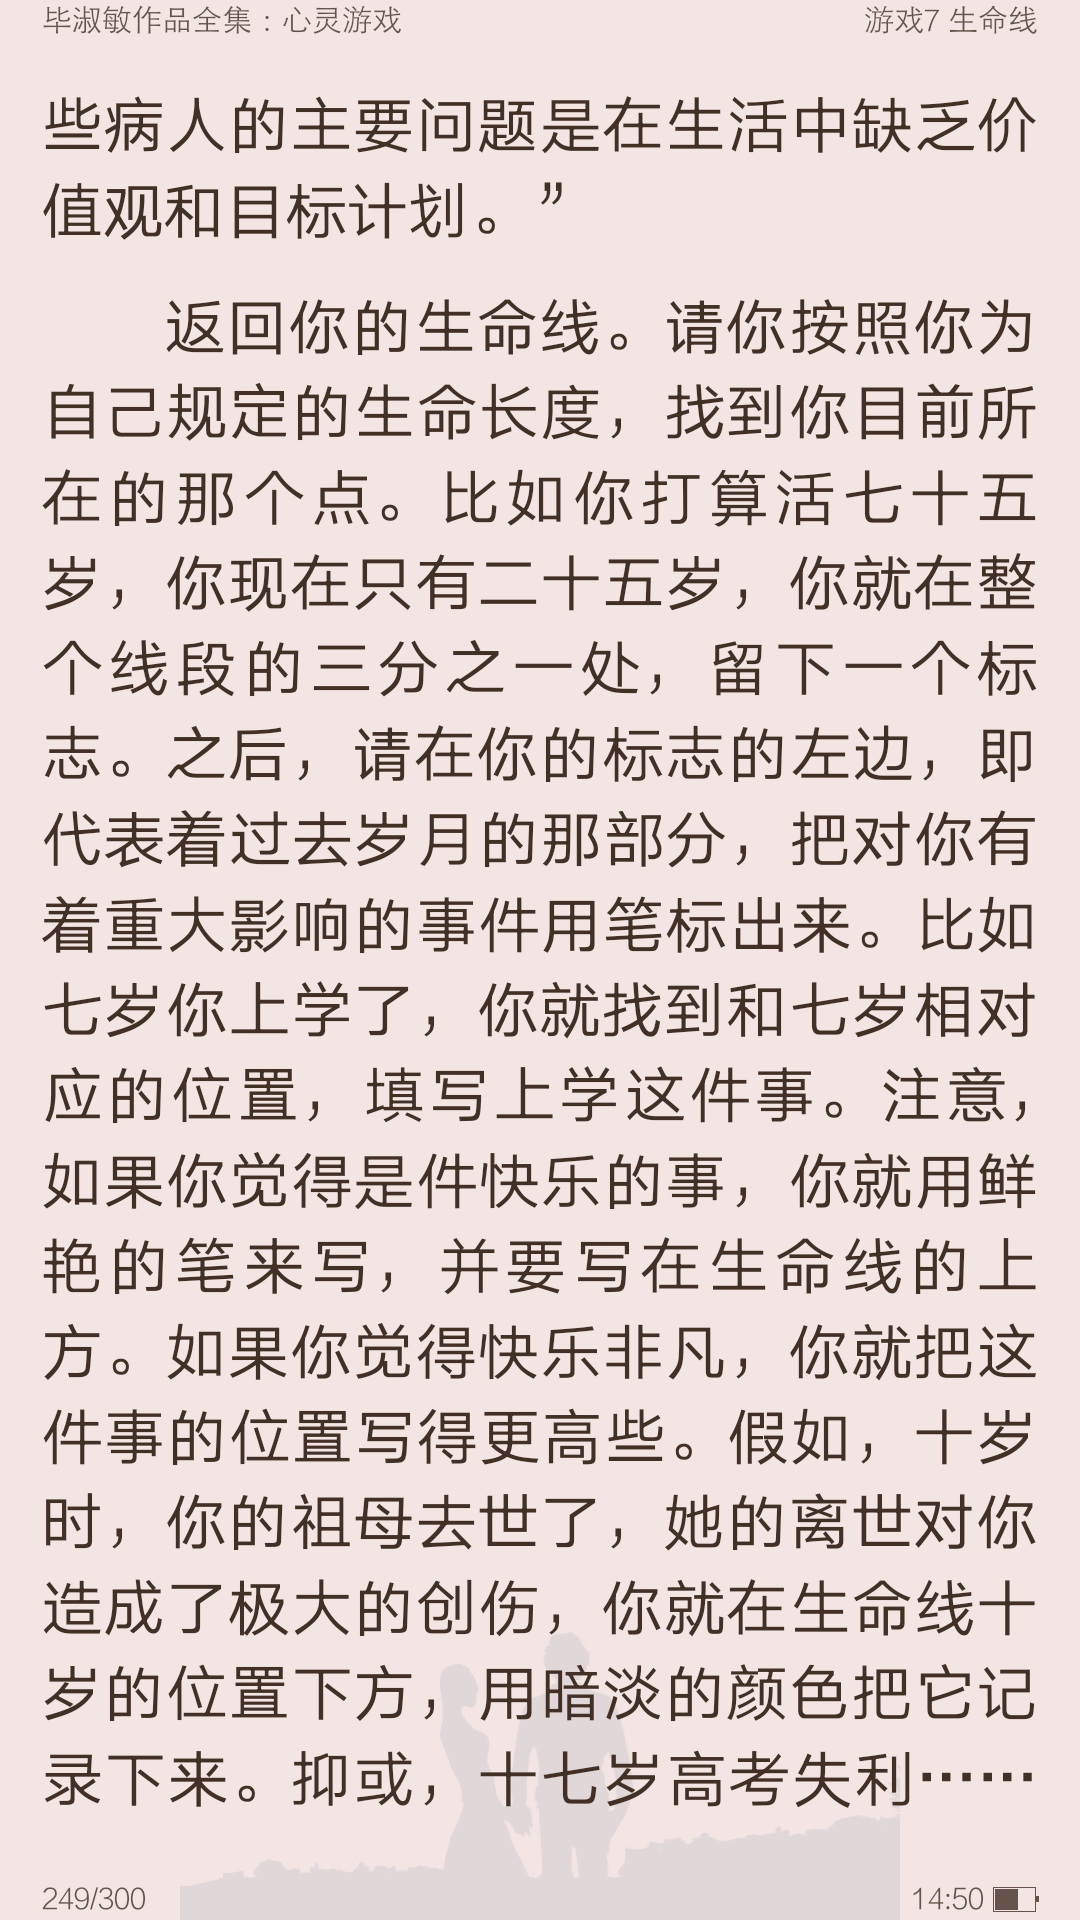 毕淑敏作品全集：心灵游戏
游戏7 生命线
些病人的主要问题是在生活中缺乏价
值观和目标计划。”
返回你的生命线。请你按照你为
自己规定的生命长度，找到你目前所
在的那个点。比如你打算活七十五
岁，你现在只有二十五岁，你就在整
个线段的三分之一处，留下一个标
志。之后，请在你的标志的左边，即
代表着过去岁月的那部分，把对你有
着重大影响的事件用笔标出来。比如
七岁你上学了，你就找到和七岁相对
应的位置，填写上学这件事。注意，
如果你觉得是件快乐的事，你就用鲜
艳的笔来写，并要写在生命线的上
方。如果你觉得快乐非凡，你就把这
件事的位置写得更高些。假如，十岁
时，你的祖母去世了，她的离世对你
造成了极大的创伤，你就在生命线十
岁的位置下方，用暗淡的颜色把它记
录下来。抑或，十七岁高考失利……
249/300
14:50